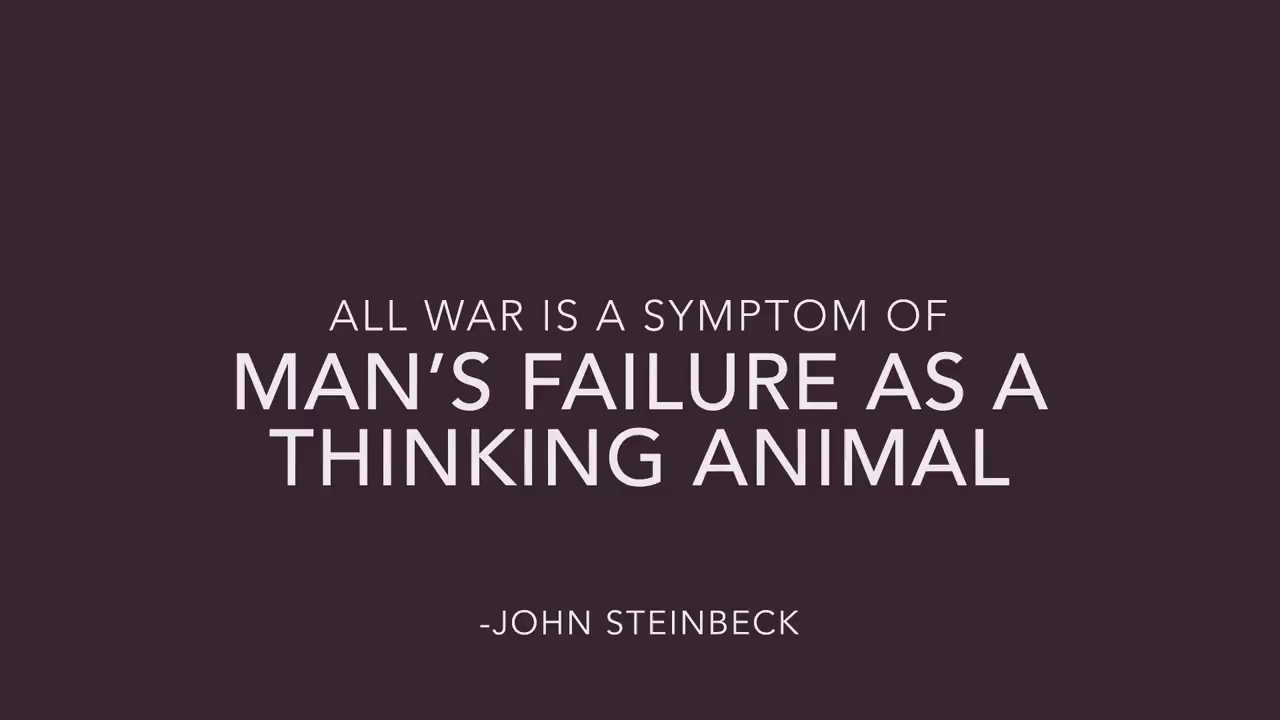 ALL WAR IS A SYMPTOM OF
MAN’S FAILURE AS A
THINKING ANIMAL
-JOHN STEINBECK